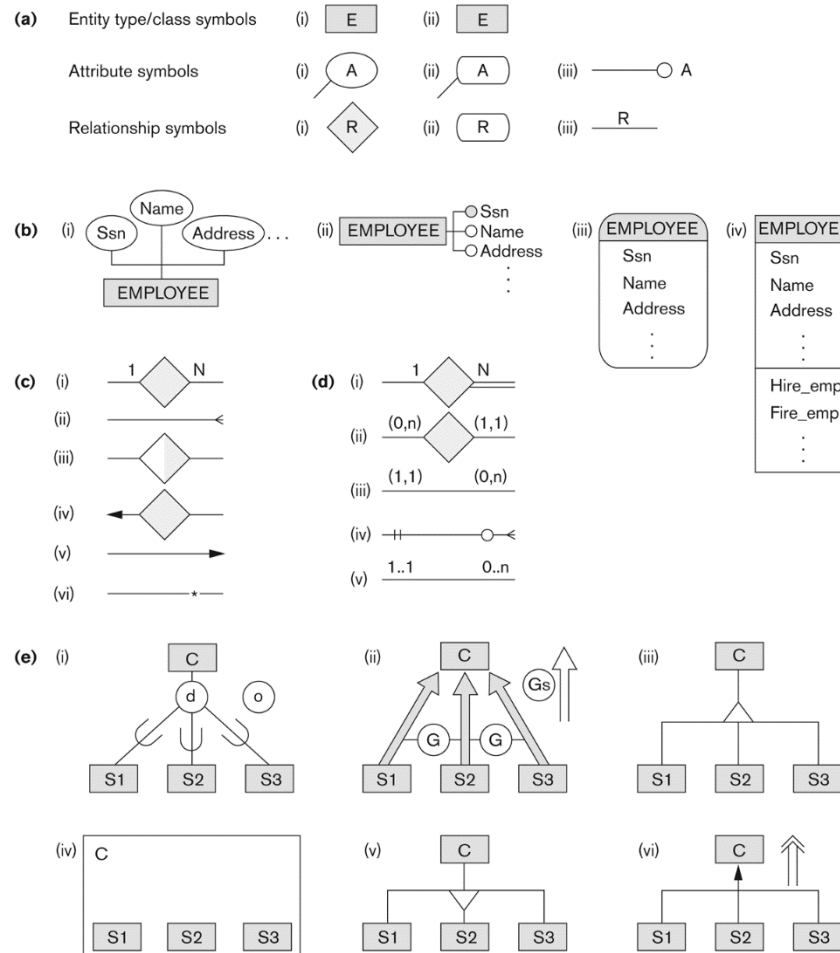 (a) Entity type/class symbols (i) E (ii) E
Attribute symbols (i) A (ii) A (iii) A
Relationship symbols (i) R (ii) R (iii) R
(b) (i) Ssn Name Address . . .
EMPLOYEE
(ii) EMPLOYEE Ssn
Name
Address
(iii) EMPLOYEE
Ssn
Name
Address
(iv) EMPLOYE
Ssn
Name
Address
Hire_emp
Fire_emp
(c) (i) 1 N
(ii)
(iii)
(iv)
(v)
(vi) *
(d) (i) 1 N
(ii) (0,n) (1,1)
(iii) (1,1) (0,n)
(iv)
(v) 1..1 0..n
(e) (i) C
d o
S1 S2 S3
(ii) C
Gs
G G
S1 S2 S3
(iii) C
S1 S2 S3
(iv) C
S1 S2 S3
(v) C
S1 S2 S3
(vi) C
S1 S2 S3